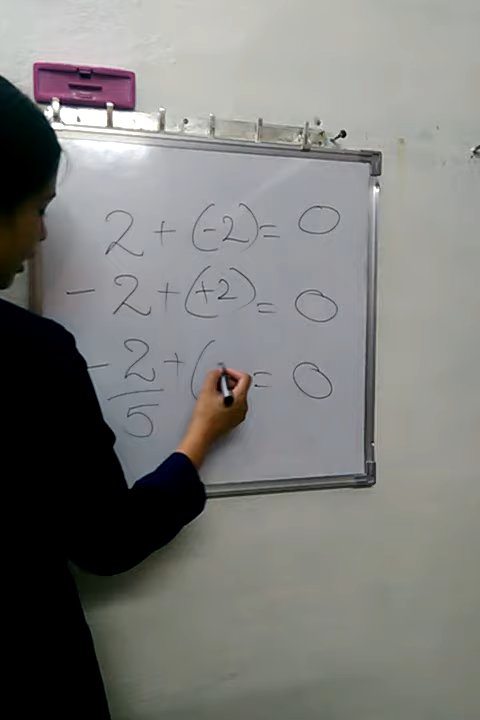 2 + (-2) = 0
- 2 + (+2) = 0
- 2/5 + ( = 0